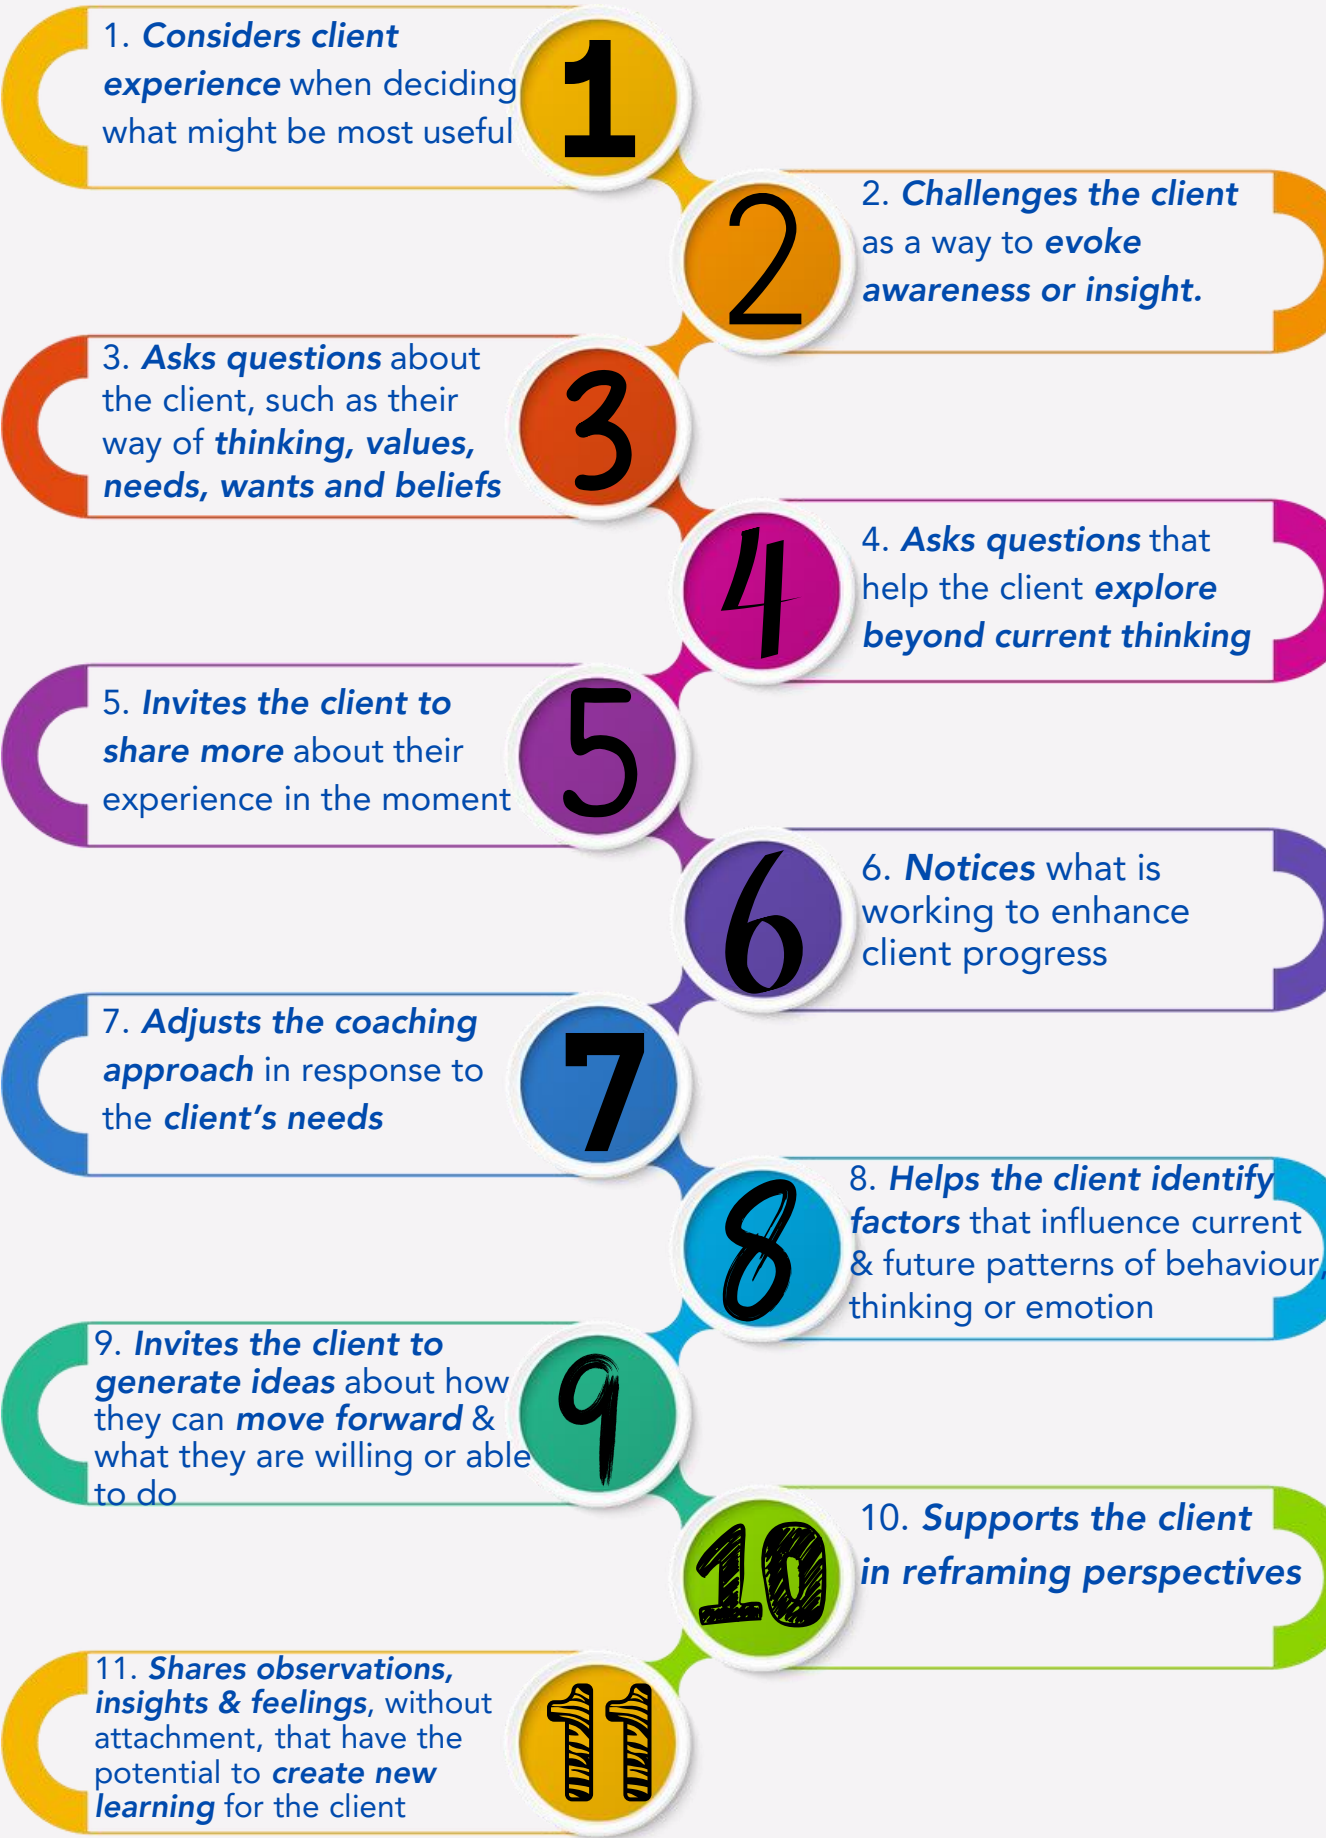 1. Considers client
experience when deciding
what might be most useful
1
2. Challenges the client
as a way to evoke
awareness or insight.
2
3. Asks questions about
the client, such as their
way of thinking, values,
needs, wants and beliefs
3
4. Asks questions that
help the client explore
beyond current thinking
4
5. Invites the client to
share more about their
experience in the moment
5
6. Notices what is
working to enhance
client progress
6
7. Adjusts the coaching
approach in response to
the client's needs
7
8. Helps the client identify
factors that influence current
& future patterns of behaviour,
thinking or emotion
8
9. Invites the client to
generate ideas about how
they can move forward &
what they are willing or able
to do
9
10. Supports the client
in reframing perspectives
10
11. Shares observations,
insights & feelings, without
attachment, that have the
potential to create new
learning for the client
11